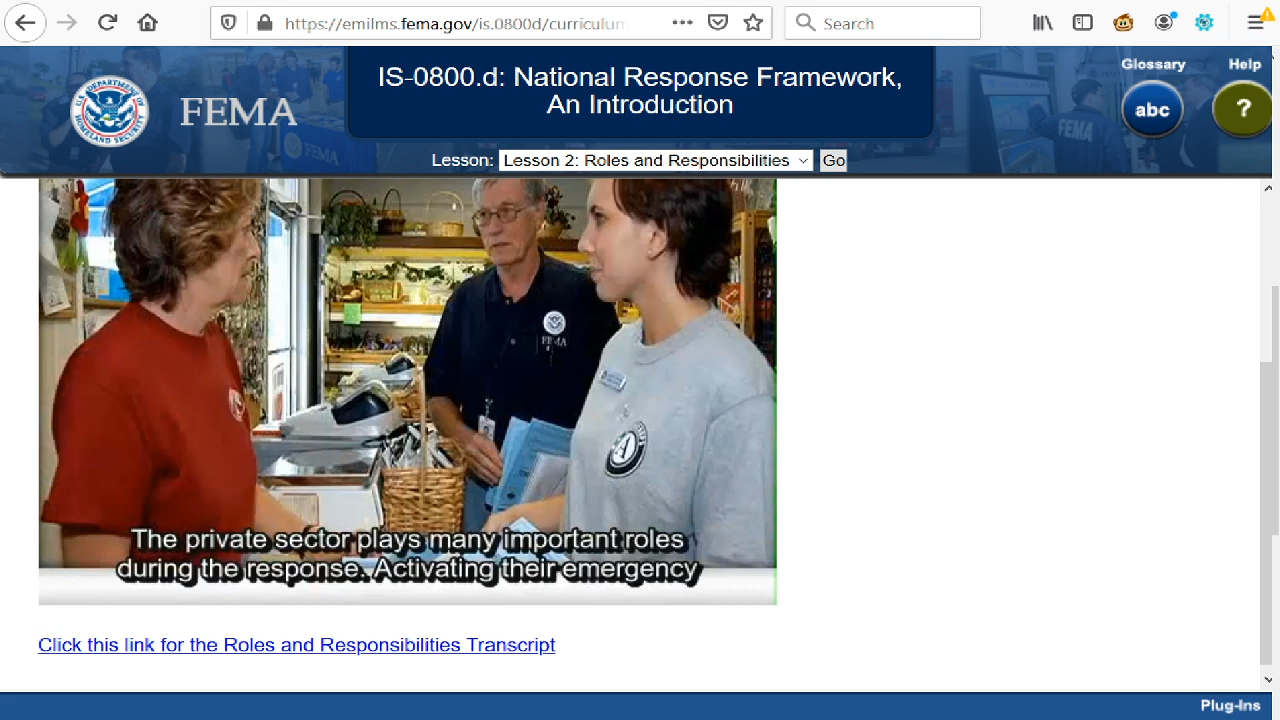 https://emilms.fema.gov/is.0800d/curriculum
Search
FEMA
IS-0800.d: National Response Framework,
An Introduction
Glossary
Help
abc
?
Lesson:
Lesson 2: Roles and Responsibilities
Go
FEMA
A
The private sector plays many important roles
during the response. Activating their emergency
Click this link for the Roles and Responsibilities Transcript
Plug-Ins